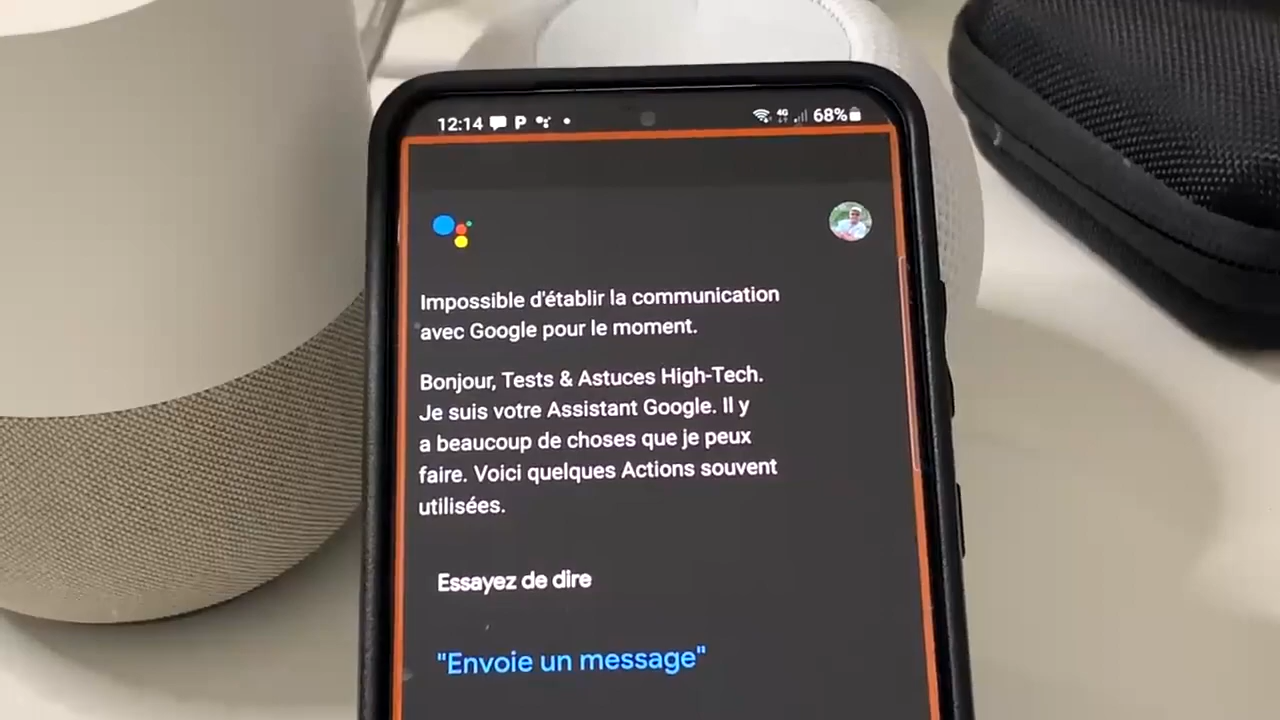 12:14 P 4G 68%
Impossible d'établir la communication
avec Google pour le moment.
Bonjour, Tests & Astuces High-Tech.
Je suis votre Assistant Google. Il y
a beaucoup de choses que je peux
faire. Voici quelques Actions souvent
utilisées.
Essayez de dire
"Envoie un message"